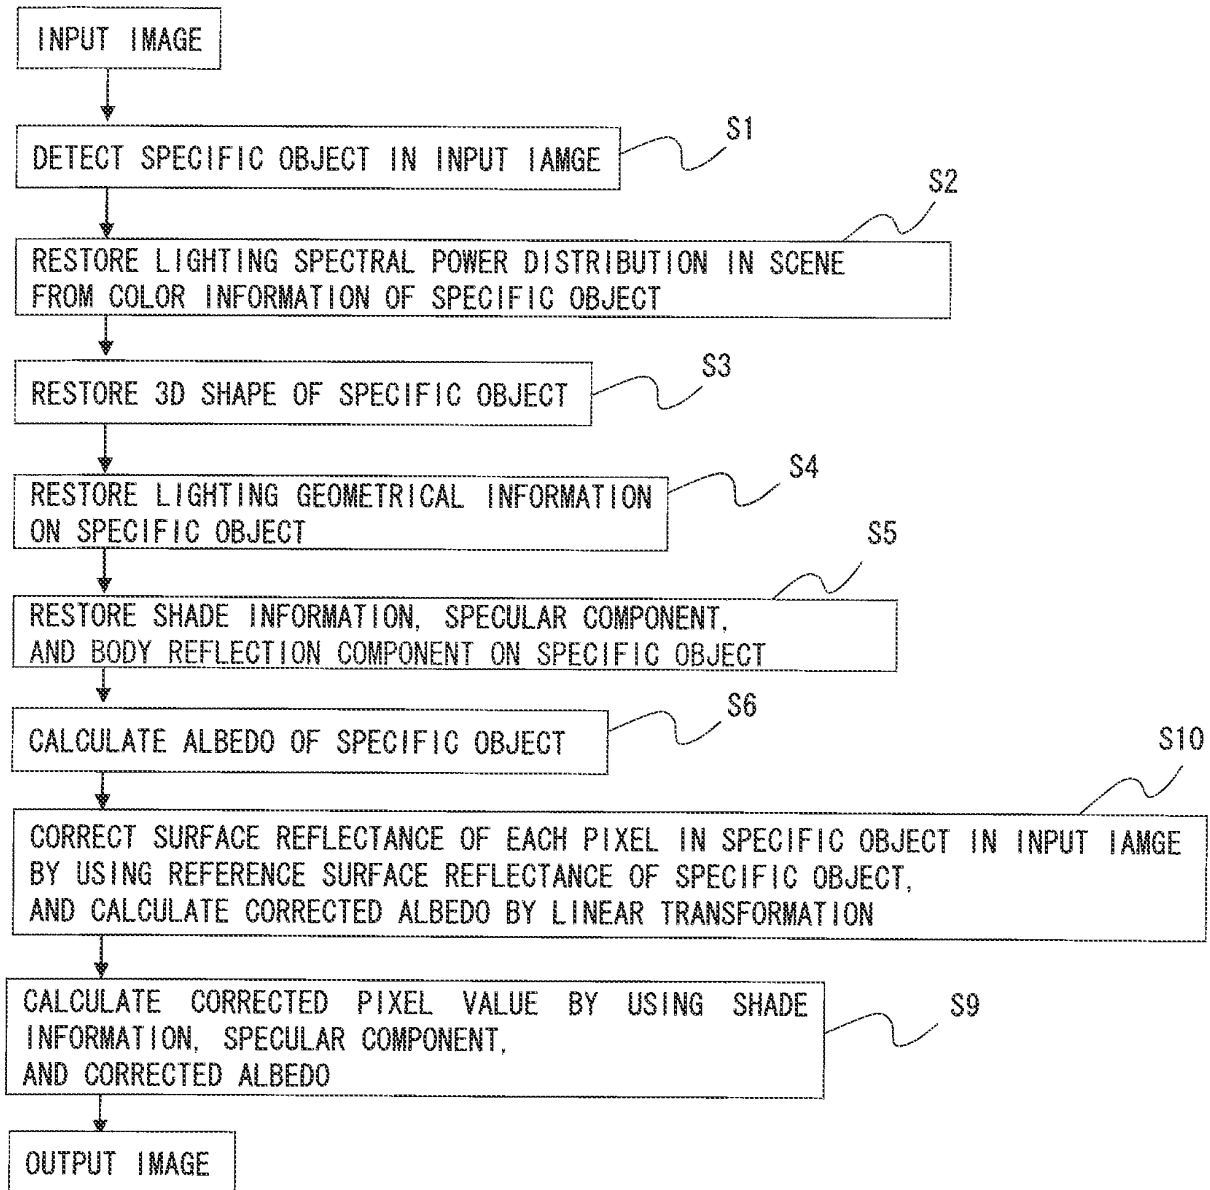 INPUT IMAGE
S1
DETECT SPECIFIC OBJECT IN INPUT IAMGE
S2
RESTORE LIGHTING SPECTRAL POWER DISTRIBUTION IN SCENE
FROM COLOR INFORMATION OF SPECIFIC OBJECT
S3
RESTORE 3D SHAPE OF SPECIFIC OBJECT
S4
RESTORE LIGHTING GEOMETRICAL INFORMATION
ON SPECIFIC OBJECT
S5
RESTORE SHADE INFORMATION, SPECULAR COMPONENT,
AND BODY REFLECTION COMPONENT ON SPECIFIC OBJECT
S6
CALCULATE ALBEDO OF SPECIFIC OBJECT
S10
CORRECT SURFACE REFLECTANCE OF EACH PIXEL IN SPECIFIC OBJECT IN INPUT IAMGE
BY USING REFERENCE SURFACE REFLECTANCE OF SPECIFIC OBJECT,
AND CALCULATE CORRECTED ALBEDO BY LINEAR TRANSFORMATION
S9
CALCULATE CORRECTED PIXEL VALUE BY USING SHADE
INFORMATION, SPECULAR COMPONENT,
AND CORRECTED ALBEDO
OUTPUT IMAGE